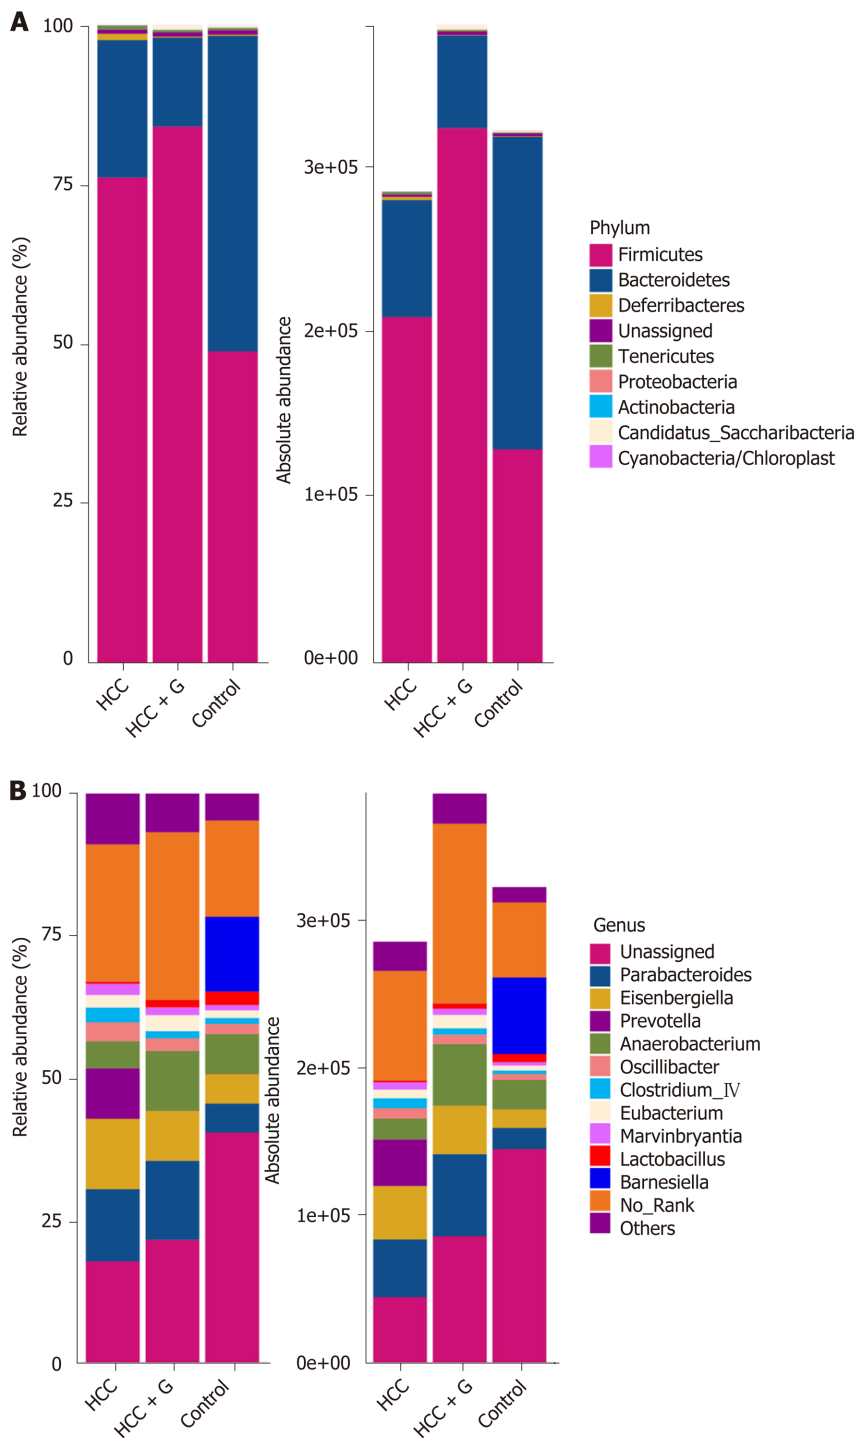 A
100
75
50
25
0
Relative abundance (%)
HCC
HCC + G
Control
3e+05
2e+05
1e+05
0e+00
Absolute abundance
HCC
HCC + G
Control
Phylum
Firmicutes
Bacteroidetes
Deferribacteres
Unassigned
Tenericutes
Proteobacteria
Actinobacteria
Candidatus_Saccharibacteria
Cyanobacteria/Chloroplast
B
100
75
50
25
0
Relative abundance (%)
HCC
HCC + G
Control
3e+05
2e+05
1e+05
0e+00
Absolute abundance
HCC
HCC + G
Control
Genus
Unassigned
Parabacteroides
Eisenbergiella
Prevotella
Anaerobacterium
Oscillibacter
Clostridium_Ⅳ
Eubacterium
Marvinbryantia
Lactobacillus
Barnesiella
No_Rank
Others